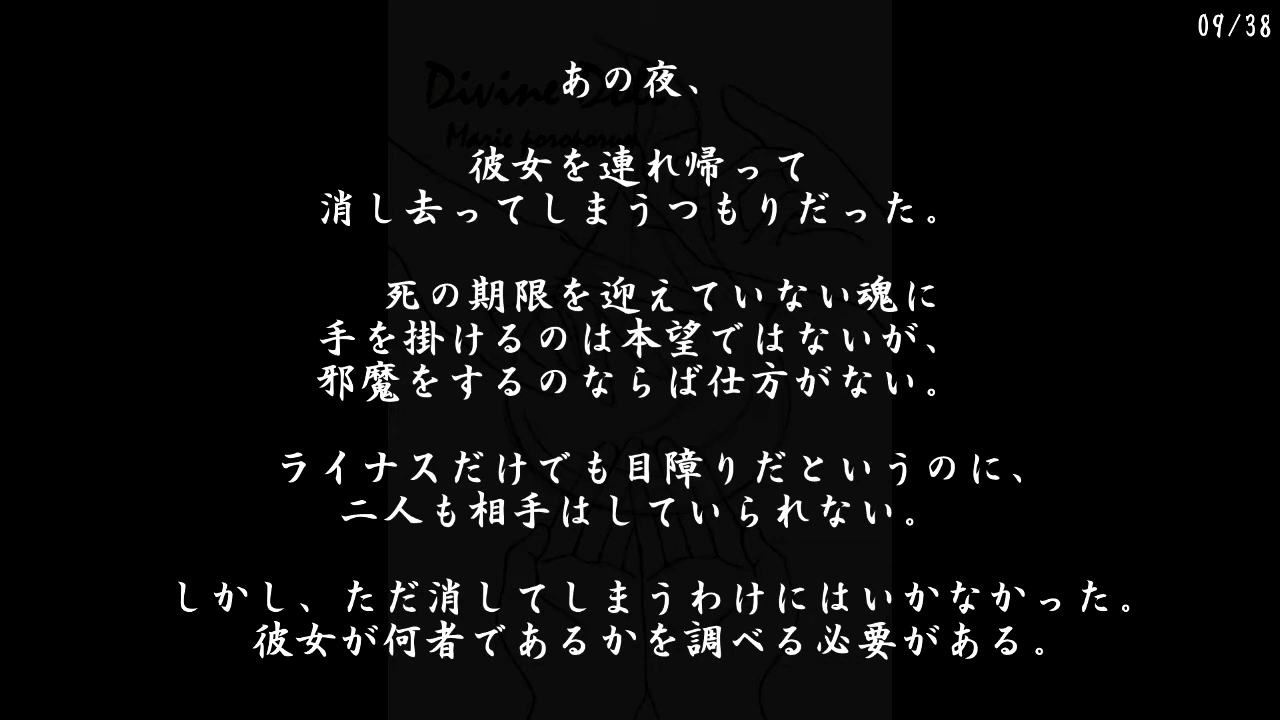 09/38
Divine
あの夜、
彼女を連れ帰って
消し去ってしまうつもりだった。
死の期限を迎えていない魂に
手を掛けるのは本望ではないが、
邪魔をするのならば仕方がない。
ライナスだけでも目障りだというのに、
二人も相手はしていられない。
しかし、ただ消してしまうわけにはいかなかった。
彼女が何者であるかを調べる必要がある。